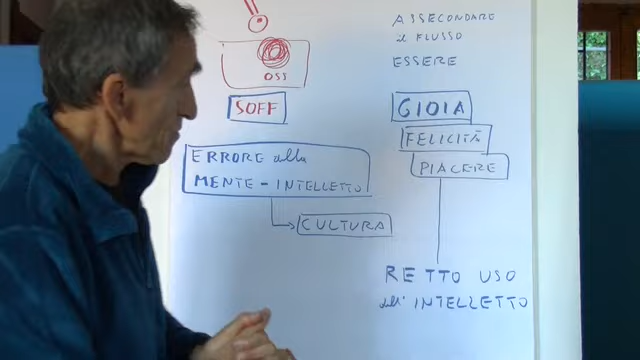 OSS
SOFF
ERRORE della
MENTE - INTELLETTO
CULTURA
ASSECONDARE
il FLUSSO
ESSERE
GIOIA
FELICITÀ
PIACERE
RETTO USO
dell'INTELLETTO